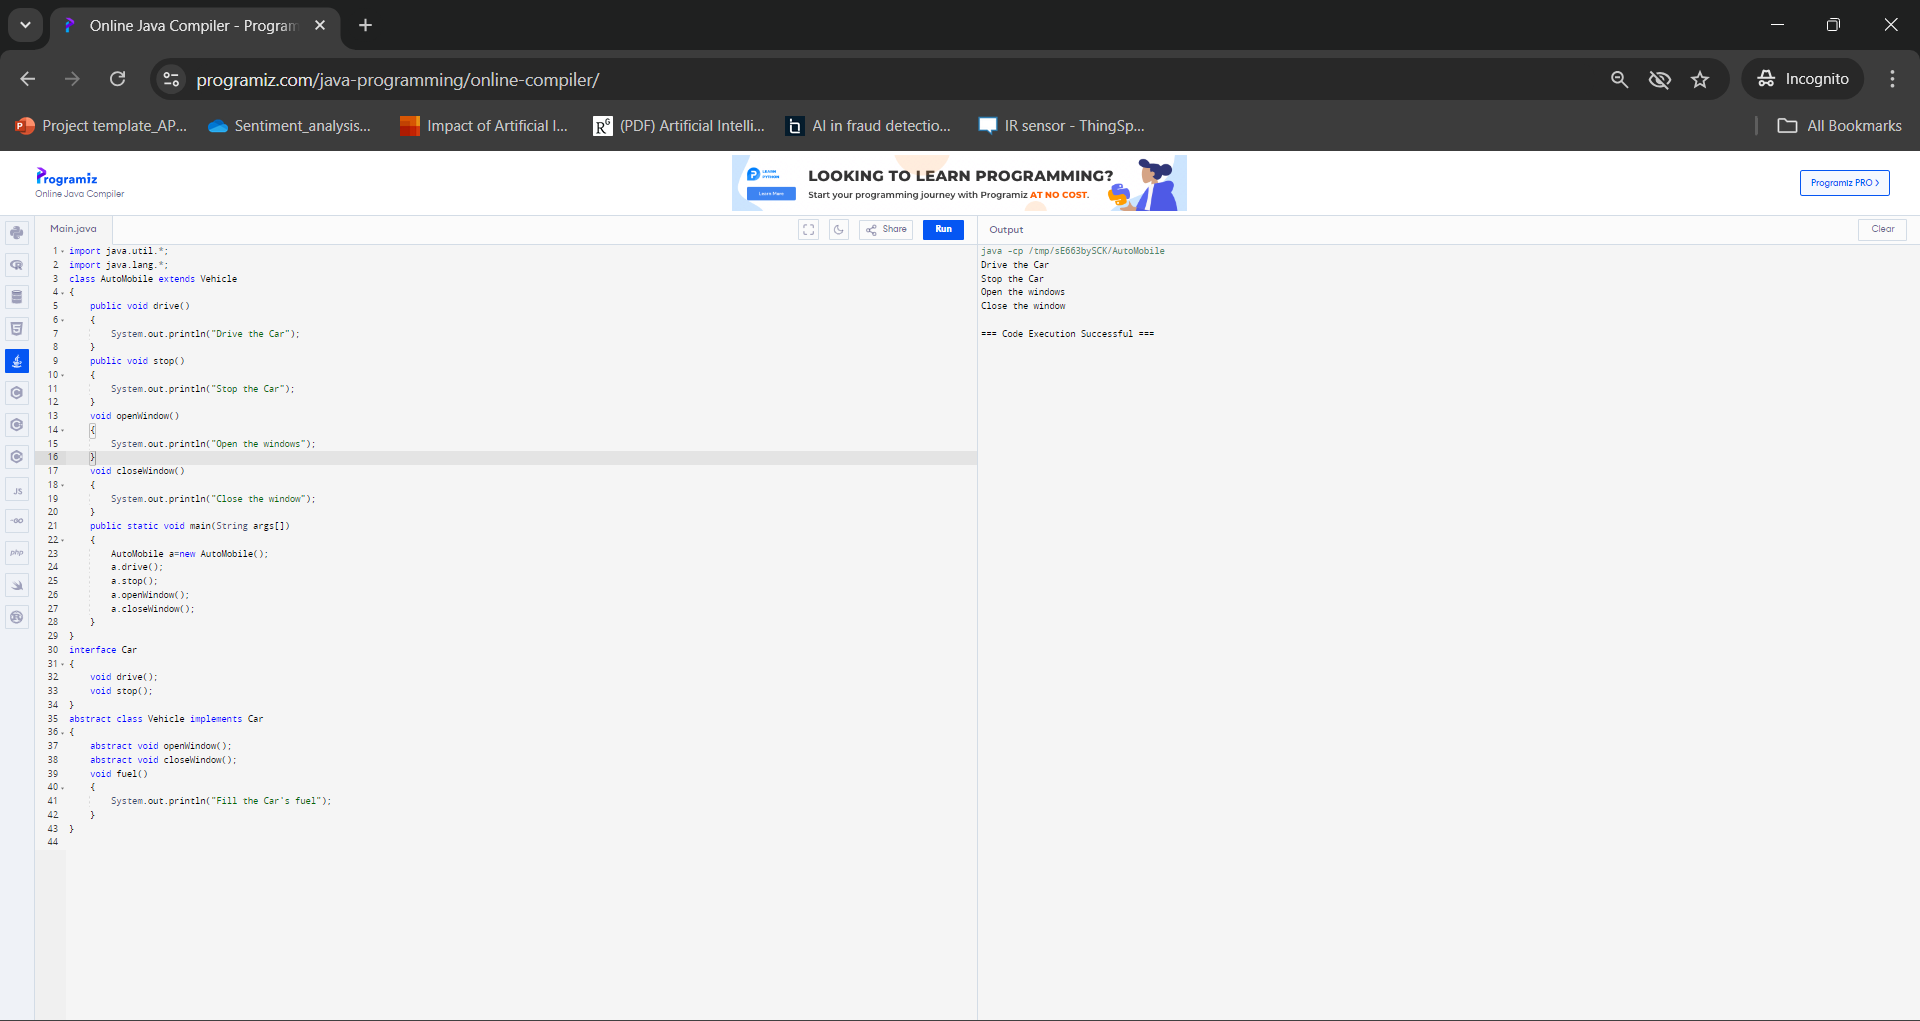 Online Java Compiler - Program
programiz.com/java-programming/online-compiler/
Incognito
Project template_AP...
Sentiment_analysis...
Impact of Artificial I...
(PDF) Artificial Intelli...
AI in fraud detectio...
IR sensor - ThingSp...
All Bookmarks
Programiz
Online Java Compiler
Learn Now
LOOKING TO LEARN PROGRAMMING?
Start your programming journey with Programiz AT NO COST.
Programiz PRO >
Main.java
Share
Run
Output
Clear
1 import java.util.*;
2 import java.lang.*;
3 class AutoMobile extends Vehicle
4 {
5 public void drive()
6 {
7 System.out.println("Drive the Car");
8 }
9 public void stop()
10 {
11 System.out.println("Stop the Car");
12 }
13 void openWindow()
14 {
15 System.out.println("Open the windows");
16 }
17 void closeWindow()
18 {
19 System.out.println("Close the window");
20 }
21 public static void main(String args[])
22 {
23 AutoMobile a=new AutoMobile();
24 a.drive();
25 a.stop();
26 a.openWindow();
27 a.closeWindow();
28 }
29 }
30 interface Car
31 {
32 void drive();
33 void stop();
34 }
35 abstract class Vehicle implements Car
36 {
37 abstract void openWindow();
38 abstract void closeWindow();
39 void fuel()
40 {
41 System.out.println("Fill the Car's fuel");
42 }
43 }
44
java -cp /tmp/sE663bySCK/AutoMobile
Drive the Car
Stop the Car
Open the windows
Close the window
=== Code Execution Successful ===
JS
php